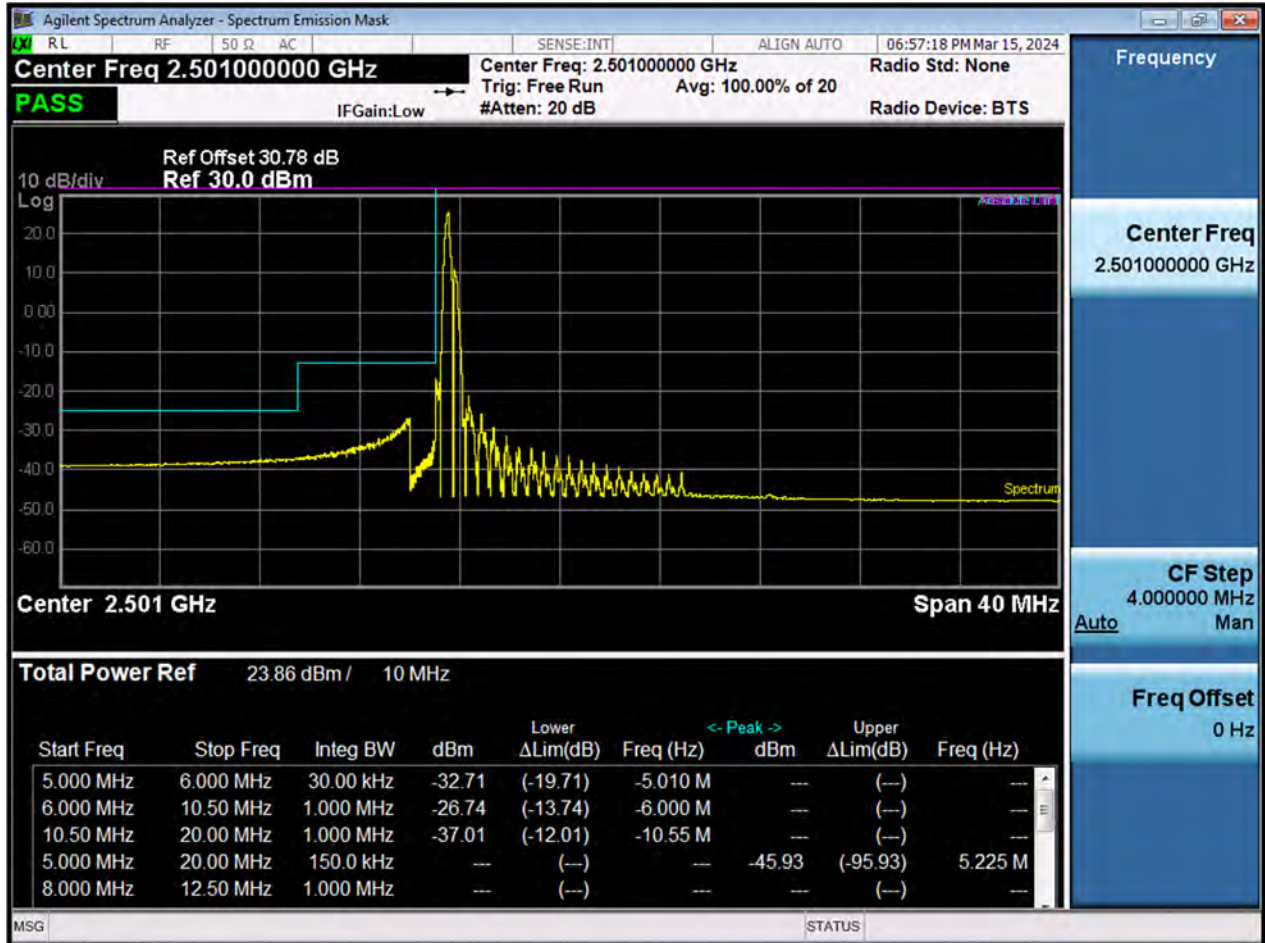 Agilent Spectrum Analyzer - Spectrum Emission Mask
LXI RL RF 50 Ω AC SENSE:INT ALIGN AUTO 06:57:18 PM Mar 15, 2024
Center Freq 2.501000000 GHz
Center Freq: 2.501000000 GHz Radio Std: None
Trig: Free Run Avg: 100.00% of 20
PASS
IFGain:Low #Atten: 20 dB Radio Device: BTS
Ref Offset 30.78 dB
10 dB/div Ref 30.0 dBm
Log
Absolute Limit
20.0
10.0
0.00
-10.0
-20.0
-30.0
-40.0
Spectrum
-50.0
-60.0
Center 2.501 GHz Span 40 MHz
Total Power Ref 23.86 dBm / 10 MHz
Lower <- Peak -> Upper
Start Freq Stop Freq Integ BW dBm ΔLim(dB) Freq (Hz) dBm ΔLim(dB) Freq (Hz)
5.000 MHz 6.000 MHz 30.00 kHz -32.71 (-19.71) -5.010 M --- (---) ---
6.000 MHz 10.50 MHz 1.000 MHz -26.74 (-13.74) -6.000 M --- (---) ---
10.50 MHz 20.00 MHz 1.000 MHz -37.01 (-12.01) -10.55 M --- (---) ---
5.000 MHz 20.00 MHz 150.0 kHz --- (---) --- -45.93 (-95.93) 5.225 M
8.000 MHz 12.50 MHz 1.000 MHz --- (---) --- --- (---) ---
MSG STATUS
Frequency
Center Freq
2.501000000 GHz
CF Step
4.000000 MHz
Auto Man
Freq Offset
0 Hz